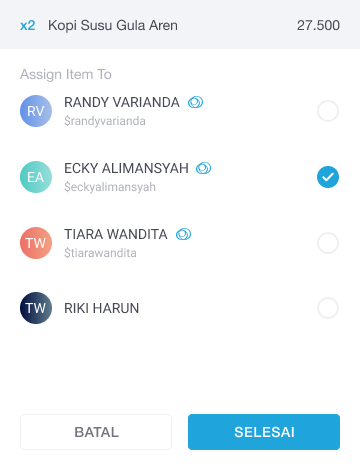 x2 Kopi Susu Gula Aren 27.500
Assign Item To
RV RANDY VARIANDA
$randyvarianda
EA ECKY ALIMANSYAH
$eckyalimansyah
TW TIARA WANDITA
$tiarawandita
TW RIKI HARUN
BATAL SELESAI